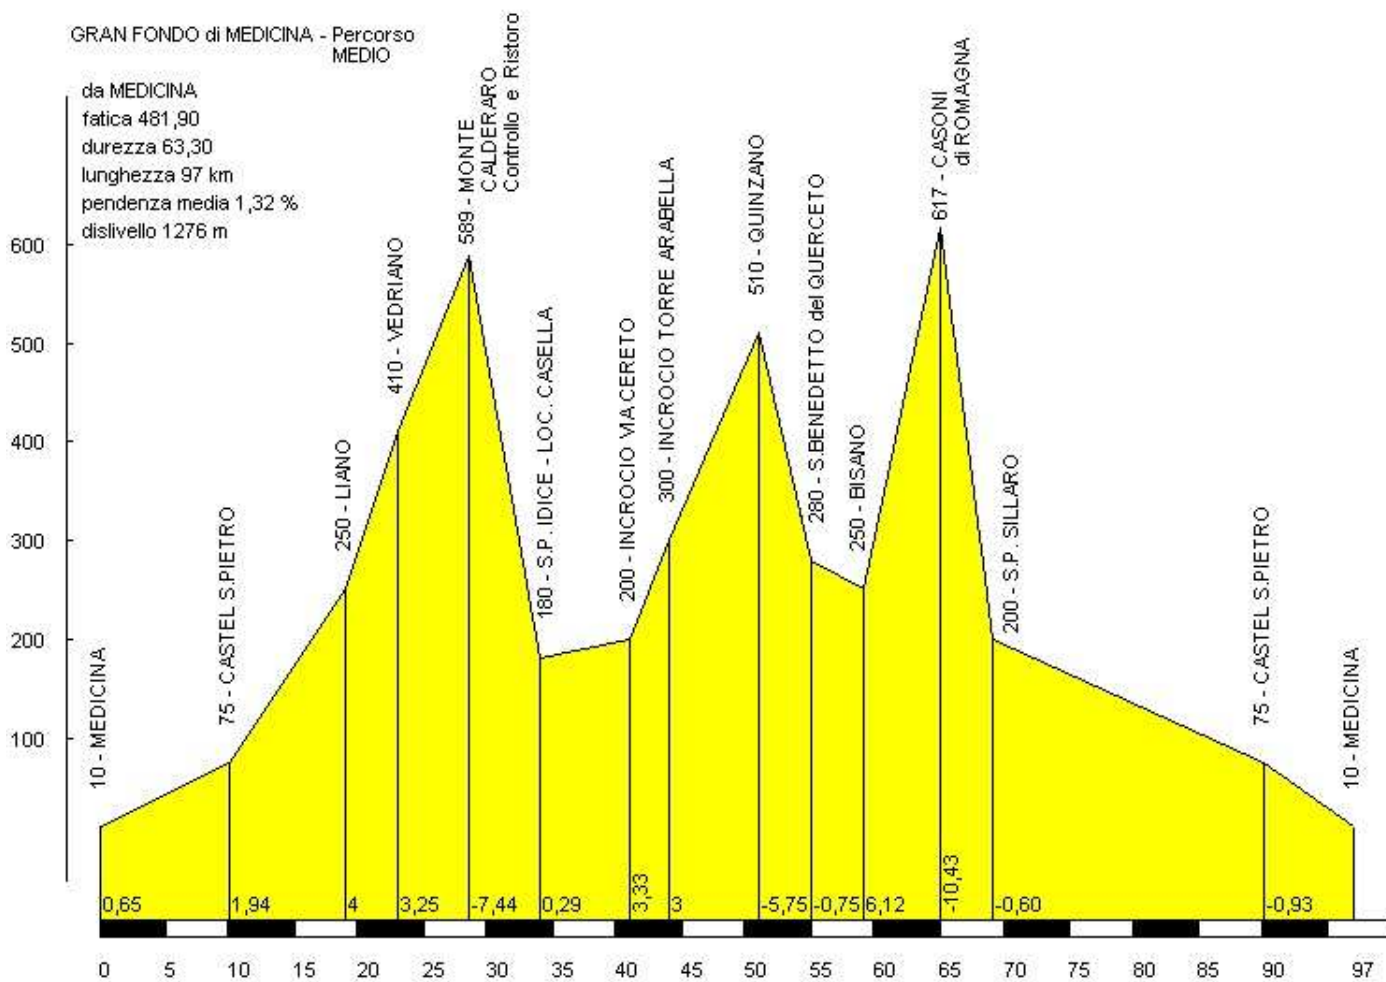 GRAN FONDO di MEDICINA - Percorso
MEDIO
da MEDICINA
fatica 481,90
durezza 63,30
lunghezza 97 km
pendenza media 1,32 %
dislivello 1276 m
600
500
400
300
200
100
10 - MEDICINA
75 - CASTEL S.PIETRO
250 - LIANO
410 - VEDRIANO
589 - MONTE
CALDERARO
Controllo e Ristoro
180 - S.P. IDICE - LOC. CASELLA
200 - INCROCIO VIA CERETO
300 - INCROCIO TORRE ARABELLA
510 - QUINZANO
280 - S.BENEDETTO del QUERCETO
250 - BISANO
617 - CASONI
di ROMAGNA
200 - S.P. SILLARO
75 - CASTEL S.PIETRO
10 - MEDICINA
0,65 1,94 4 3,25 -7,44 0,29 3,33 3 -5,75 -0,75 6,12 -10,43 -0,60 -0,93
0 5 10 15 20 25 30 35 40 45 50 55 60 65 70 75 80 85 90 97